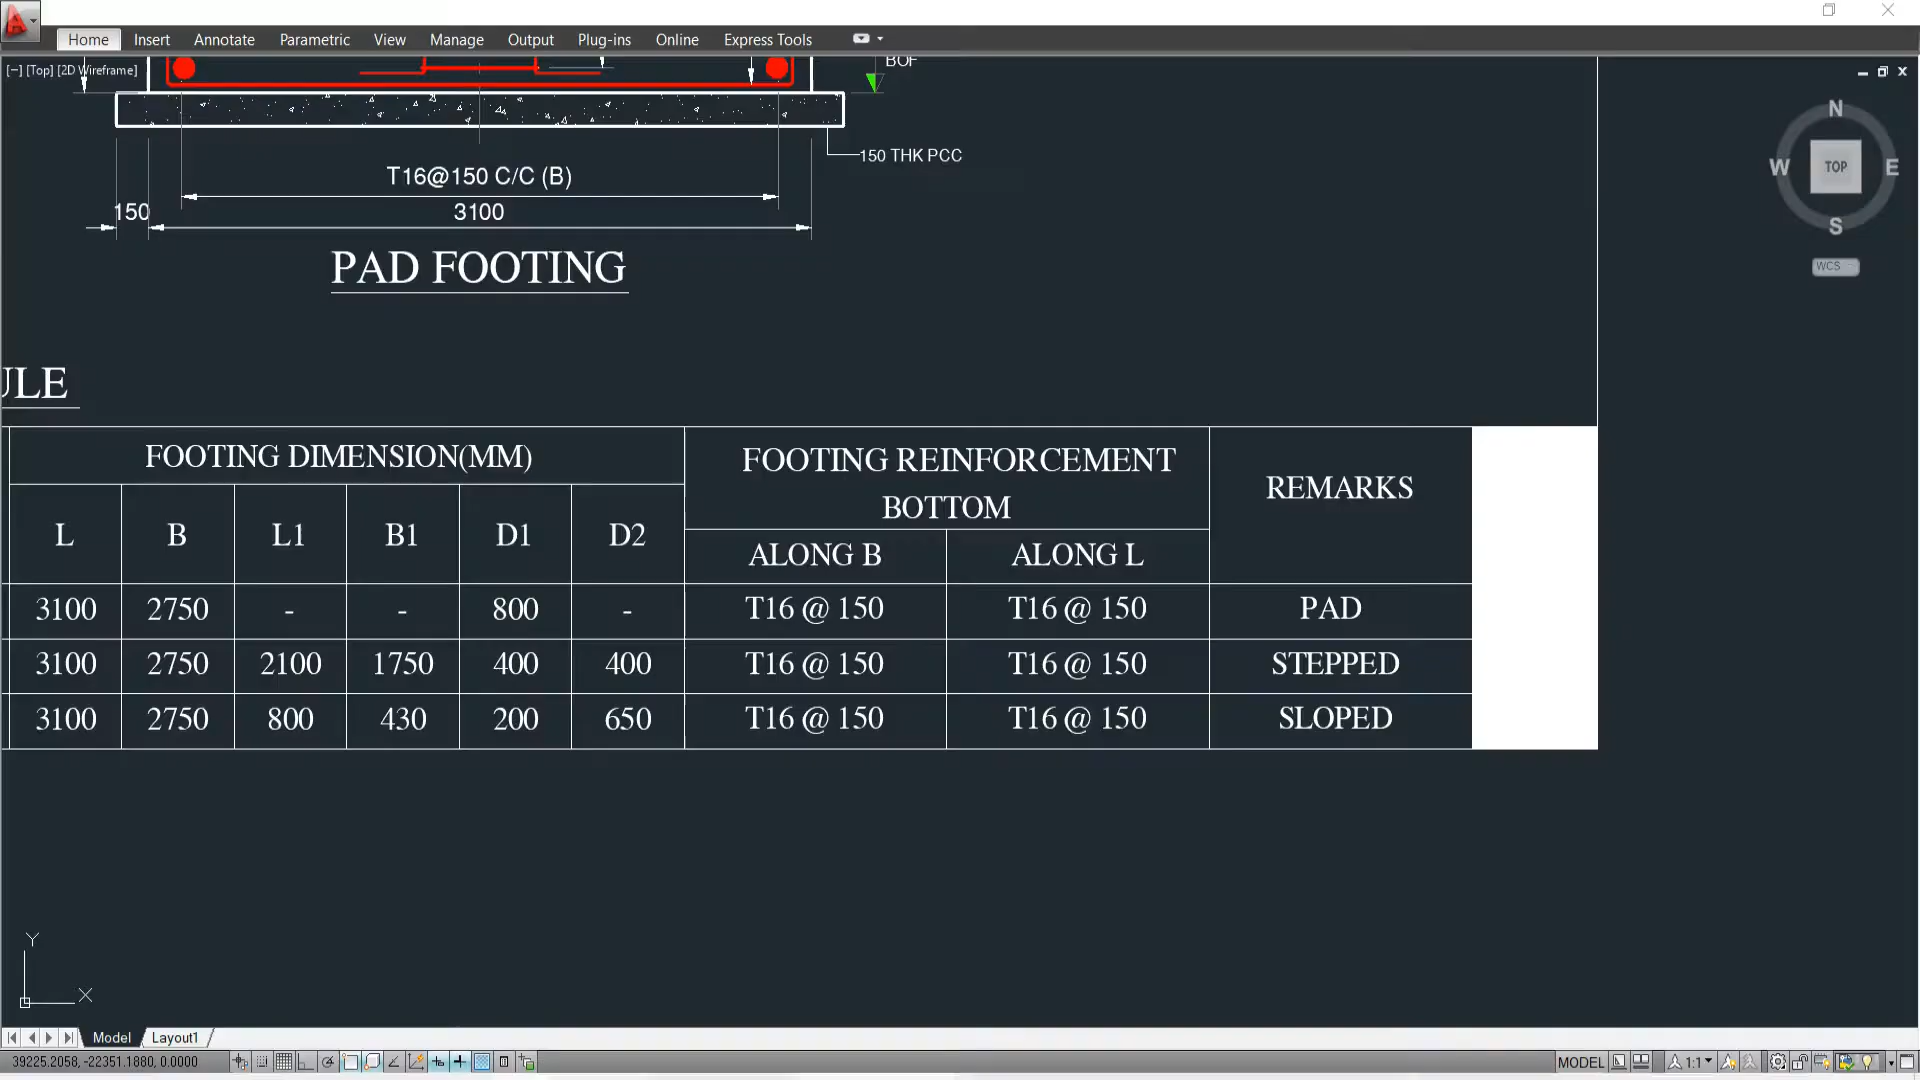 Home Insert Annotate Parametric View Manage Output Plug-ins Online Express Tools
[−] [Top] [2D Wireframe]
BOF
N
W TOP E
S
WCS
150 THK PCC
T16@150 C/C (B)
150 3100
PAD FOOTING
ULE
FOOTING DIMENSION(MM) FOOTING REINFORCEMENT BOTTOM REMARKS
L B L1 B1 D1 D2 ALONG B ALONG L
3100 2750 - - 800 - T16 @ 150 T16 @ 150 PAD
3100 2750 2100 1750 400 400 T16 @ 150 T16 @ 150 STEPPED
3100 2750 800 430 200 650 T16 @ 150 T16 @ 150 SLOPED
Y
X
Model Layout1
39225.2058, -22351.1880, 0.0000 MODEL 1:1